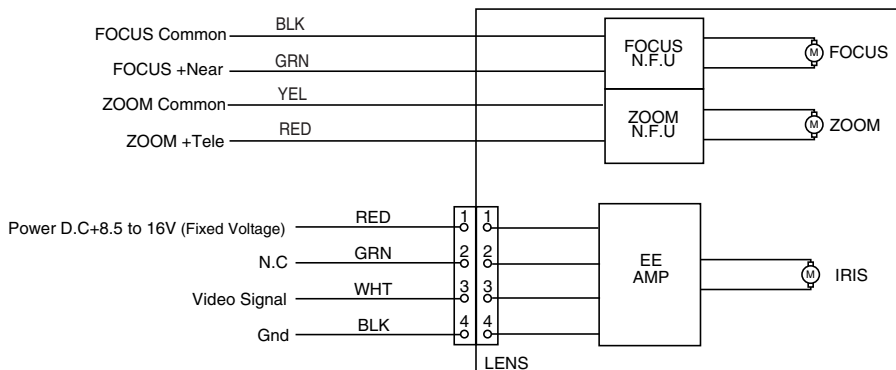 FOCUS Common BLK
FOCUS +Near GRN
ZOOM Common YEL
ZOOM +Tele RED
FOCUS
N.F.U
ZOOM
N.F.U
M FOCUS
M ZOOM
Power D.C+8.5 to 16V (Fixed Voltage) RED 1 1
N.C GRN 2 2
Video Signal WHT 3 3
Gnd BLK 4 4
EE
AMP
M IRIS
LENS